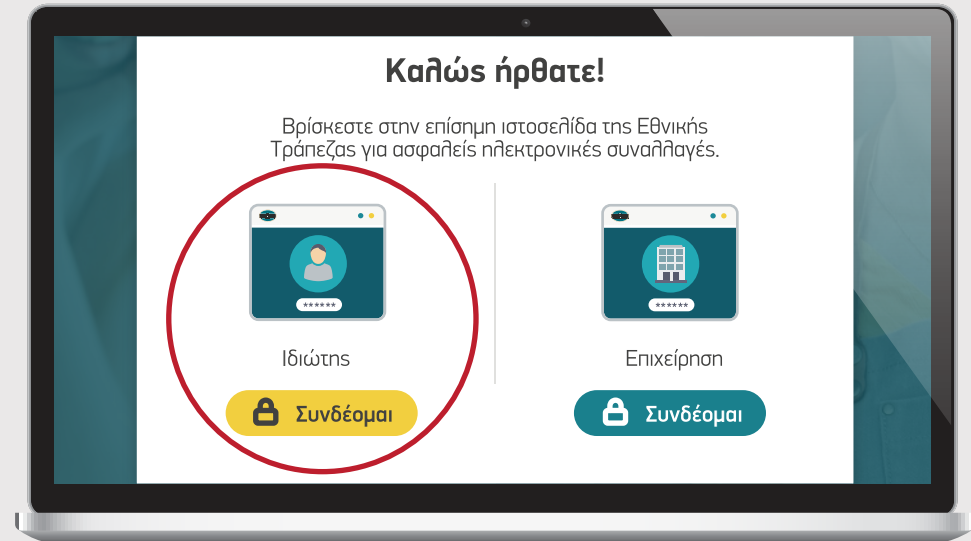 Καλώς ήρθατε!
Βρίσκεστε στην επίσημη ιστοσελίδα της Εθνικής
Τράπεζας για ασφαλείς ηλεκτρονικές συναλλαγές.
******
******
Ιδιώτης
Επιχείρηση
Συνδέομαι
Συνδέομαι